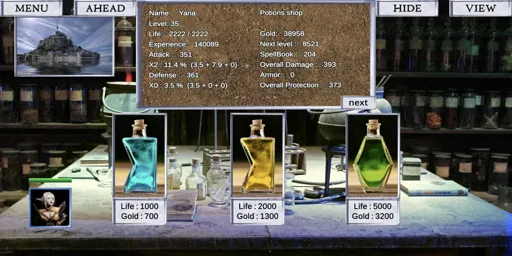 MENU
AHEAD
HIDE
VIEW
Name : Yana
Potions shop
Level: 35
Life : 2222 / 2222
Gold: 38958
Experience : 140089
Next level : 8521
Attack : 351
SpellBook : 204
X2 : 11.4 % (3.5 + 7.9 + 0)
Overall Damage : 393
Defense : 361
Armor : 0
X0 : 3.5 % (3.5 + 0 + 0)
Overall Protection : 373
next
Life : 1000
Gold : 700
Life : 2000
Gold : 1300
Life : 5000
Gold : 3200